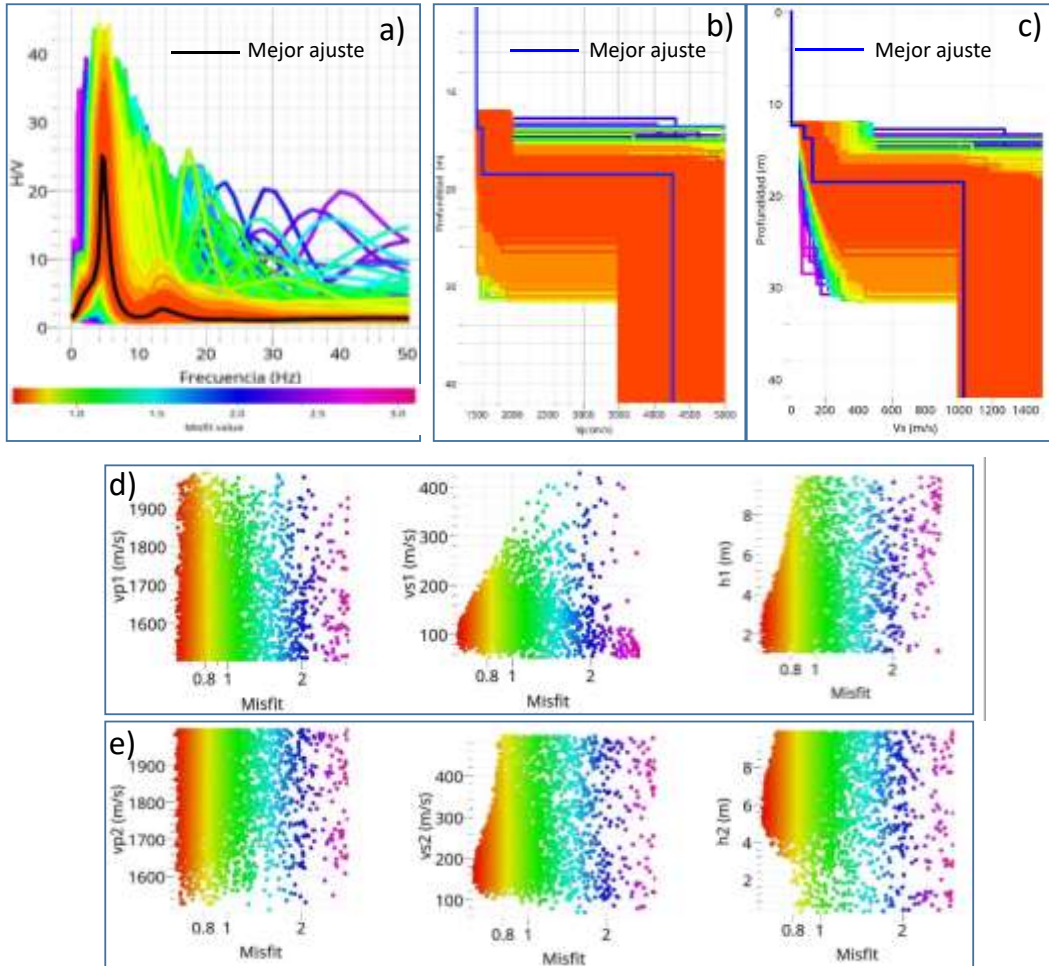 a)
Mejor ajuste
40
30
20
10
0
H/V
0 10 20 30 40 50
Frecuencia (Hz)
1.0 1.5 2.0 2.5 3.0
Misfit value
b)
Mejor ajuste
Profundidad (m)
10
20
30
40
1500 2000 2500 3000 3500 4000 4500 5000
c)
Mejor ajuste
Profundidad (m)
0
10
20
30
40
0 200 400 600 800 1000 1200 1400
Vs (m/s)
d)
vp1 (m/s)
1900
1800
1700
1600
0.8 1 2
Misfit
vs1 (m/s)
400
300
200
100
0.8 1 2
Misfit
h1 (m)
8
6
4
2
0.8 1 2
Misfit
e)
vp2 (m/s)
1900
1800
1700
1600
0.8 1 2
Misfit
vs2 (m/s)
400
300
200
100
0.8 1 2
Misfit
h2 (m)
8
6
4
2
0.8 1 2
Misfit